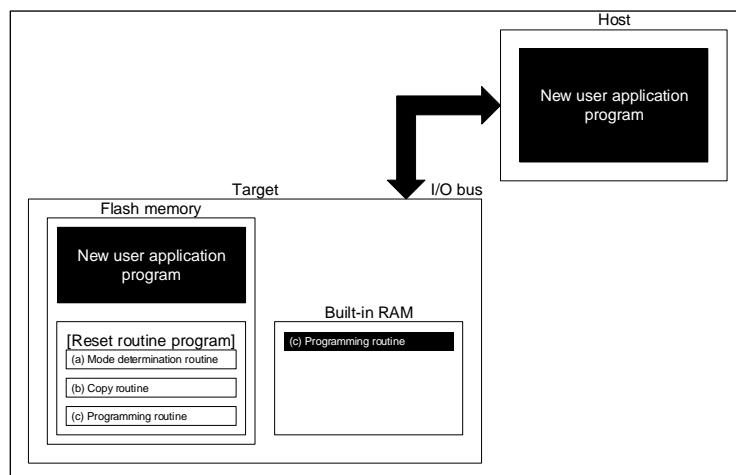 Host
New user application
program
Target
I/O bus
Flash memory
New user application
program
Built-in RAM
[Reset routine program]
(a) Mode determination routine
(b) Copy routine
(c) Programming routine
(c) Programming routine